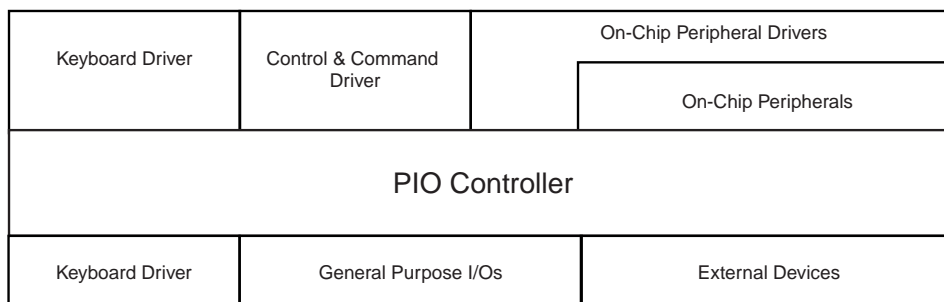 Keyboard Driver
Control & Command
Driver
On-Chip Peripheral Drivers
On-Chip Peripherals
PIO Controller
Keyboard Driver
General Purpose I/Os
External Devices